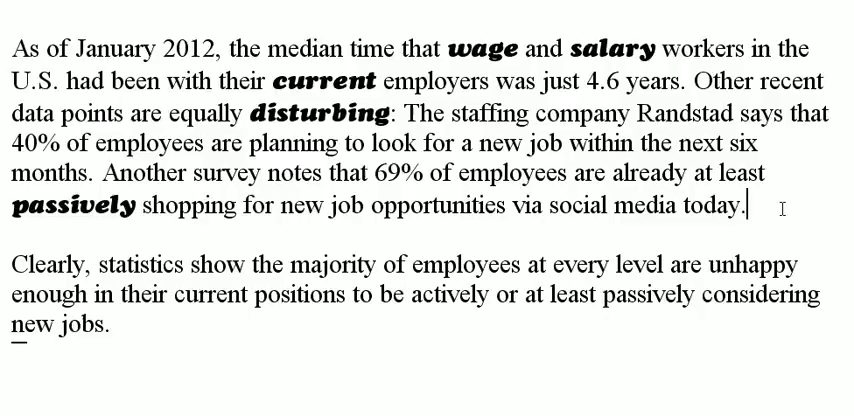 As of January 2012, the median time that wage and salary workers in the
U.S. had been with their current employers was just 4.6 years. Other recent
data points are equally disturbing: The staffing company Randstad says that
40% of employees are planning to look for a new job within the next six
months. Another survey notes that 69% of employees are already at least
passively shopping for new job opportunities via social media today.
Clearly, statistics show the majority of employees at every level are unhappy
enough in their current positions to be actively or at least passively considering
new jobs.